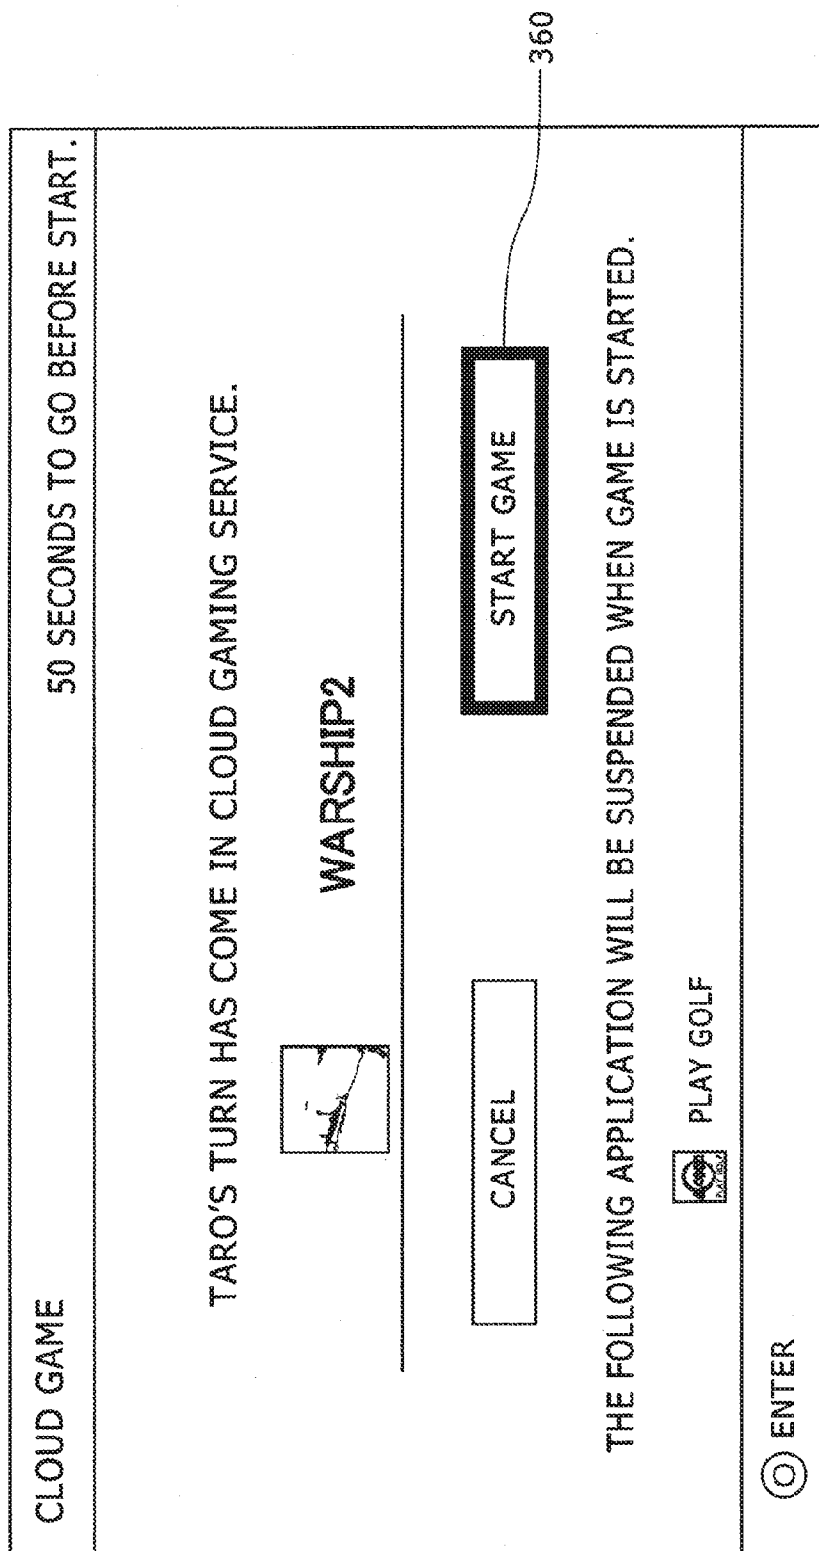 CLOUD GAME
50 SECONDS TO GO BEFORE START.
TARO'S TURN HAS COME IN CLOUD GAMING SERVICE.
WARSHIP2
CANCEL
START GAME
360
THE FOLLOWING APPLICATION WILL BE SUSPENDED WHEN GAME IS STARTED.
PLAY GOLF
ENTER